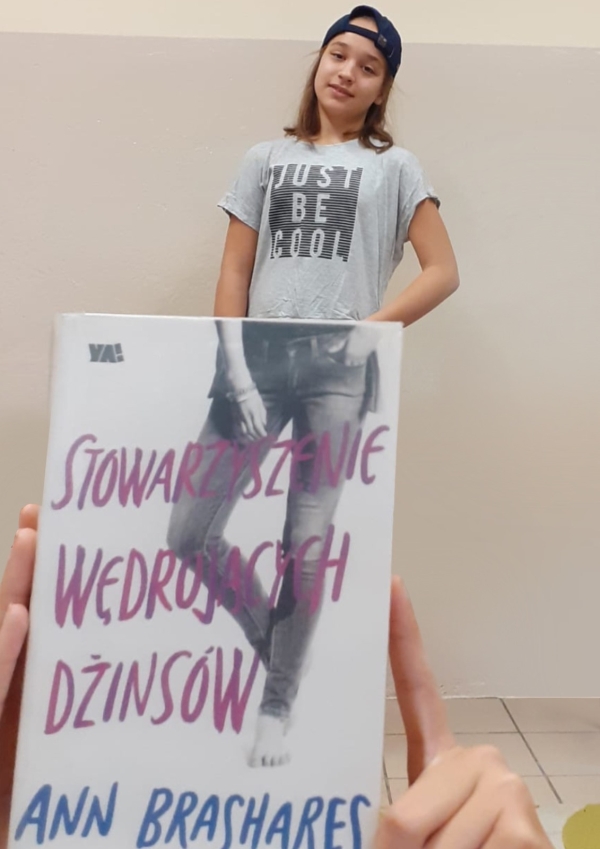 JUST
BE
COOL
YA!
STOWARZYSZENIE
WĘDRUJĄCYCH
DŻINSÓW
ANN BRASHARES